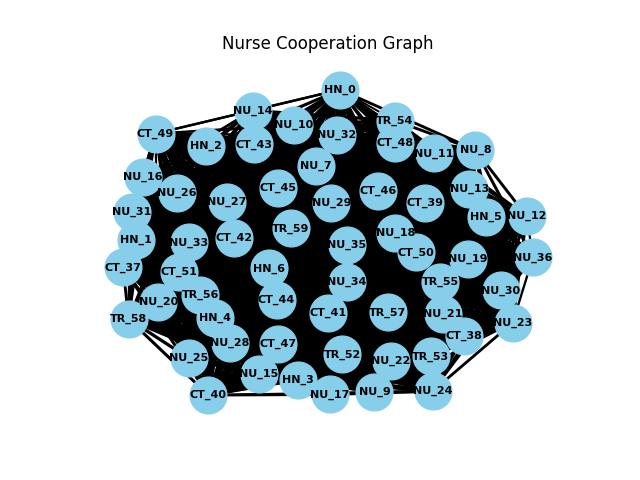 Nurse Cooperation Graph
HN_0
NU_14
TR_54
NU_10
CT_49
NU_32
CT_48
HN_2
CT_43
NU_8
NU_11
NU_7
NU_16
CT_45
NU_13
CT_46
NU_26
NU_27
NU_29
CT_39
NU_31
NU_12
HN_5
TR_59
NU_18
CT_42
HN_1
NU_33
NU_35
CT_50
NU_36
NU_19
CT_37
HN_6
CT_51
NU_34
TR_55
NU_30
TR_56
CT_44
NU_20
CT_41
TR_57
NU_21
HN_4
TR_58
NU_23
CT_38
NU_28
CT_47
TR_52
TR_53
NU_25
NU_22
NU_15
HN_3
NU_24
NU_9
NU_17
CT_40